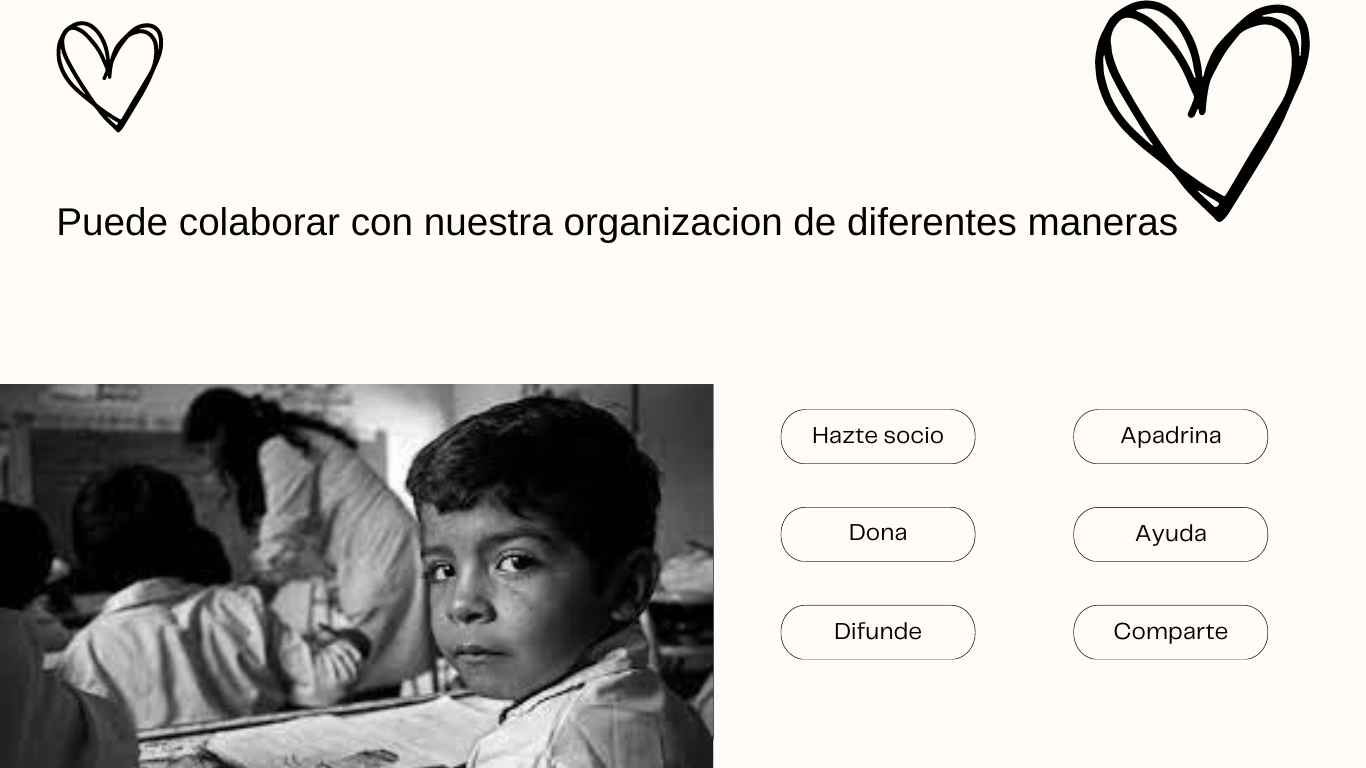 Puede colaborar con nuestra organizacion de diferentes maneras
Hazte socio
Apadrina
Dona
Ayuda
Difunde
Comparte